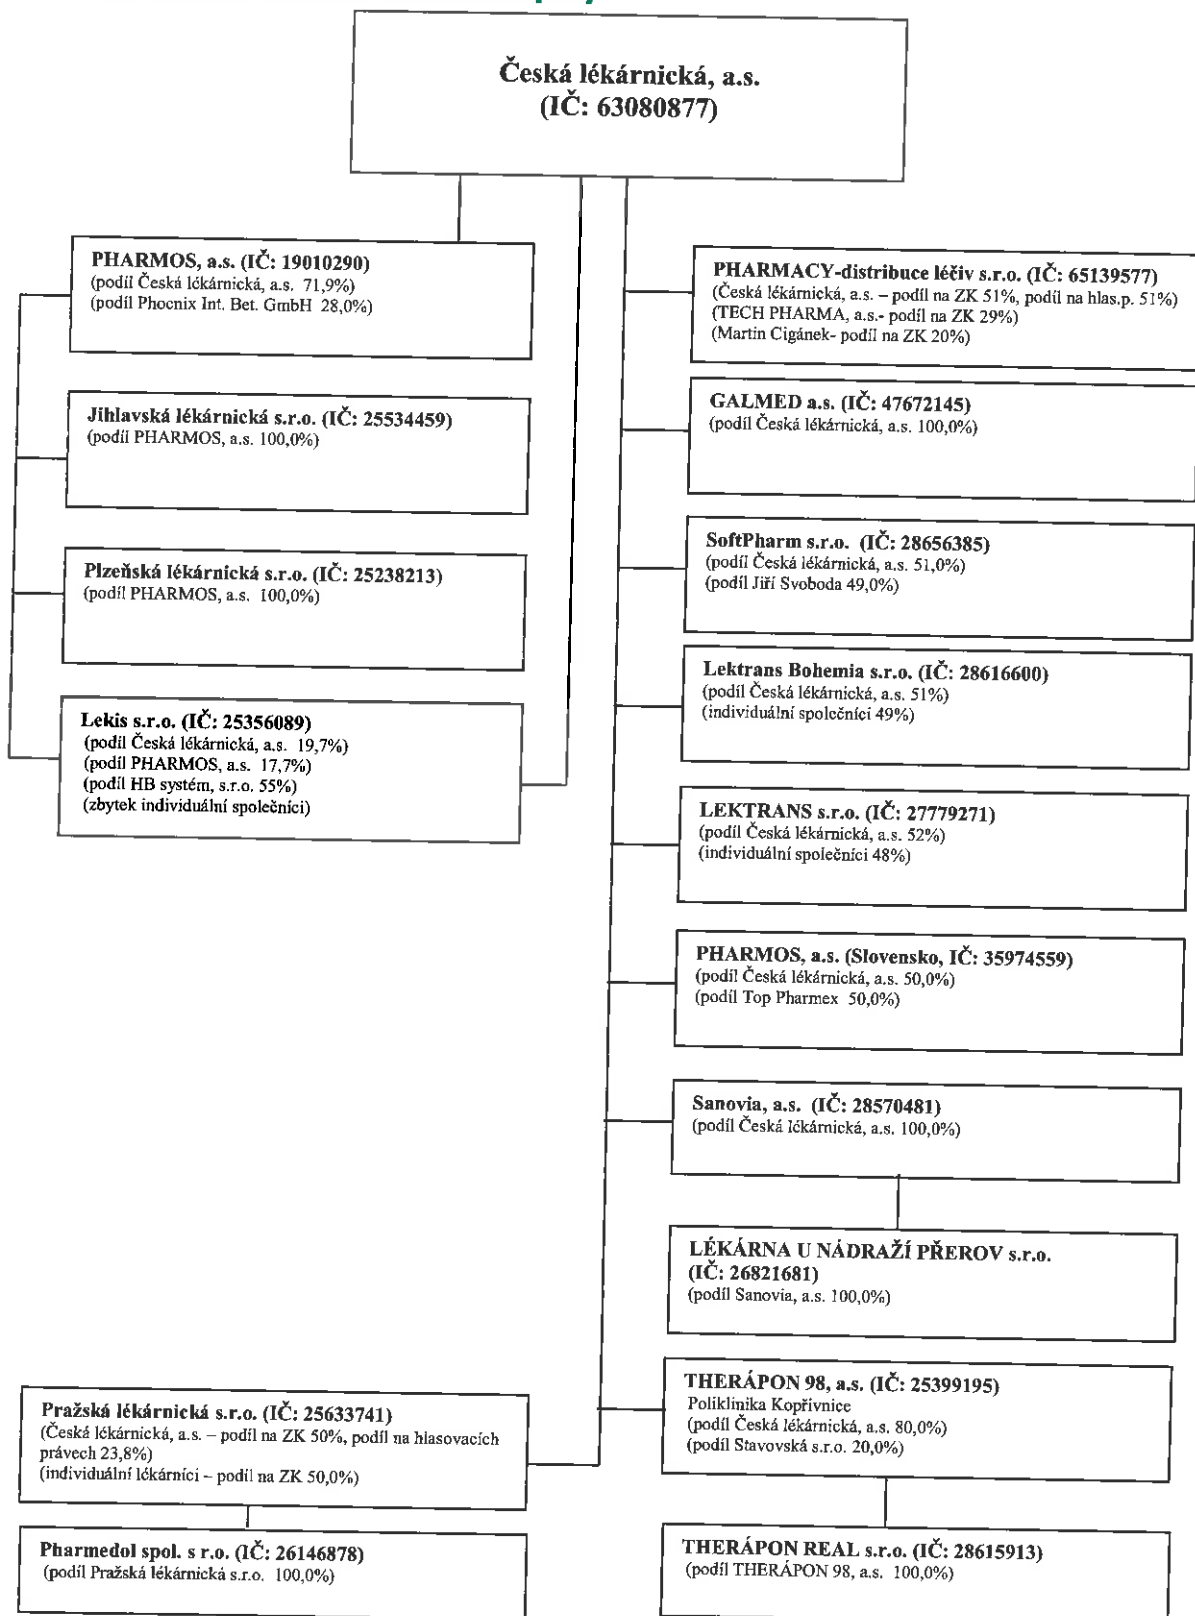 Česká lékárnická, a.s.
(IČ: 63080877)
PHARMOS, a.s. (IČ: 19010290)
(podíl Česká lékárnická, a.s. 71,9%)
(podíl Phoenix Int. Bet. GmbH 28,0%)
Jihlavská lékárnická s.r.o. (IČ: 25534459)
(podíl PHARMOS, a.s. 100,0%)
Plzeňská lékárnická s.r.o. (IČ: 25238213)
(podíl PHARMOS, a.s. 100,0%)
Lekis s.r.o. (IČ: 25356089)
(podíl Česká lékárnická, a.s. 19,7%)
(podíl PHARMOS, a.s. 17,7%)
(podíl HB systém, s.r.o. 55%)
(zbytek individuální společníci)
PHARMACY-distribuce léčiv s.r.o. (IČ: 65139577)
(Česká lékárnická, a.s. – podíl na ZK 51%, podíl na hlas.p. 51%)
(TECH PHARMA, a.s.- podíl na ZK 29%)
(Martin Cigánek- podíl na ZK 20%)
GALMED a.s. (IČ: 47672145)
(podíl Česká lékárnická, a.s. 100,0%)
SoftPharm s.r.o. (IČ: 28656385)
(podíl Česká lékárnická, a.s. 51,0%)
(podíl Jiří Svoboda 49,0%)
Lektrans Bohemia s.r.o. (IČ: 28616600)
(podíl Česká lékárnická, a.s. 51%)
(individuální společníci 49%)
LEKTRANS s.r.o. (IČ: 27779271)
(podíl Česká lékárnická, a.s. 52%)
(individuální společníci 48%)
PHARMOS, a.s. (Slovensko, IČ: 35974559)
(podíl Česká lékárnická, a.s. 50,0%)
(podíl Top Pharmex 50,0%)
Sanovia, a.s. (IČ: 28570481)
(podíl Česká lékárnická, a.s. 100,0%)
LÉKÁRNA U NÁDRAŽÍ PŘEROV s.r.o.
(IČ: 26821681)
(podíl Sanovia, a.s. 100,0%)
THERÁPON 98, a.s. (IČ: 25399195)
Poliklinika Kopřivnice
(podíl Česká lékárnická, a.s. 80,0%)
(podíl Stavovská s.r.o. 20,0%)
THERÁPON REAL s.r.o. (IČ: 28615913)
(podíl THERÁPON 98, a.s. 100,0%)
Pražská lékárnická s.r.o. (IČ: 25633741)
(Česká lékárnická, a.s. – podíl na ZK 50%, podíl na hlasovacích
právech 23,8%)
(individuální lékárníci – podíl na ZK 50,0%)
Pharmedol spol. s r.o. (IČ: 26146878)
(podíl Pražská lékárnická s.r.o. 100,0%)